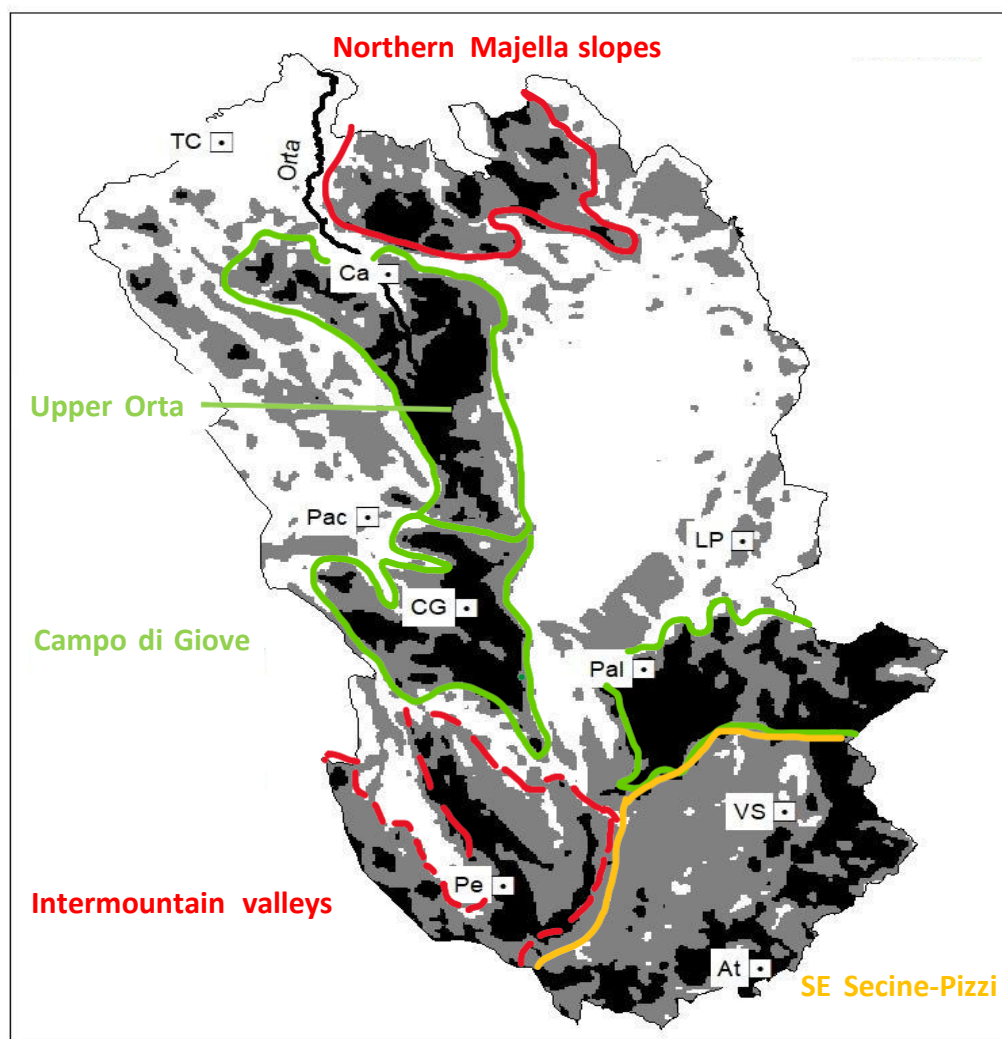 Northern Majella slopes
TC
Orta
Ca
Upper Orta
Pac
LP
CG
Campo di Giove
Pal
VS
Pe
Intermountain valleys
At
SE Secine-Pizzi